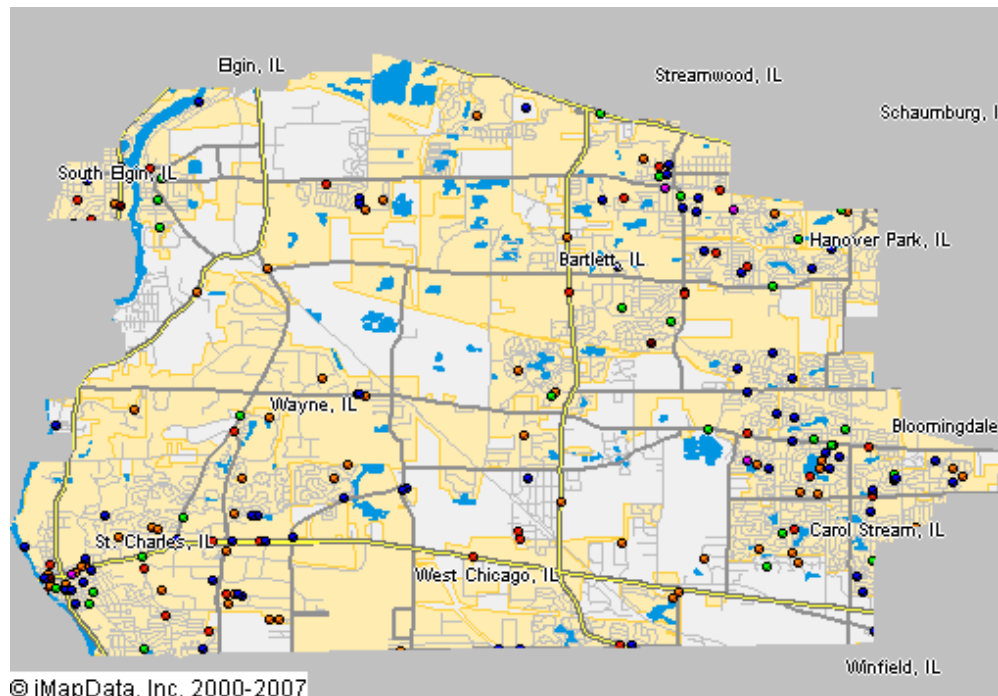 Elgin, IL
Streamwood, IL
Schaumburg, I
South Elgin, IL
Hanover Park, IL
Bartlett, IL
Wayne, IL
Bloomingdale
Carol Stream, IL
St. Charles, IL
West Chicago, IL
Winfield, IL
© iMapData, Inc. 2000-2007